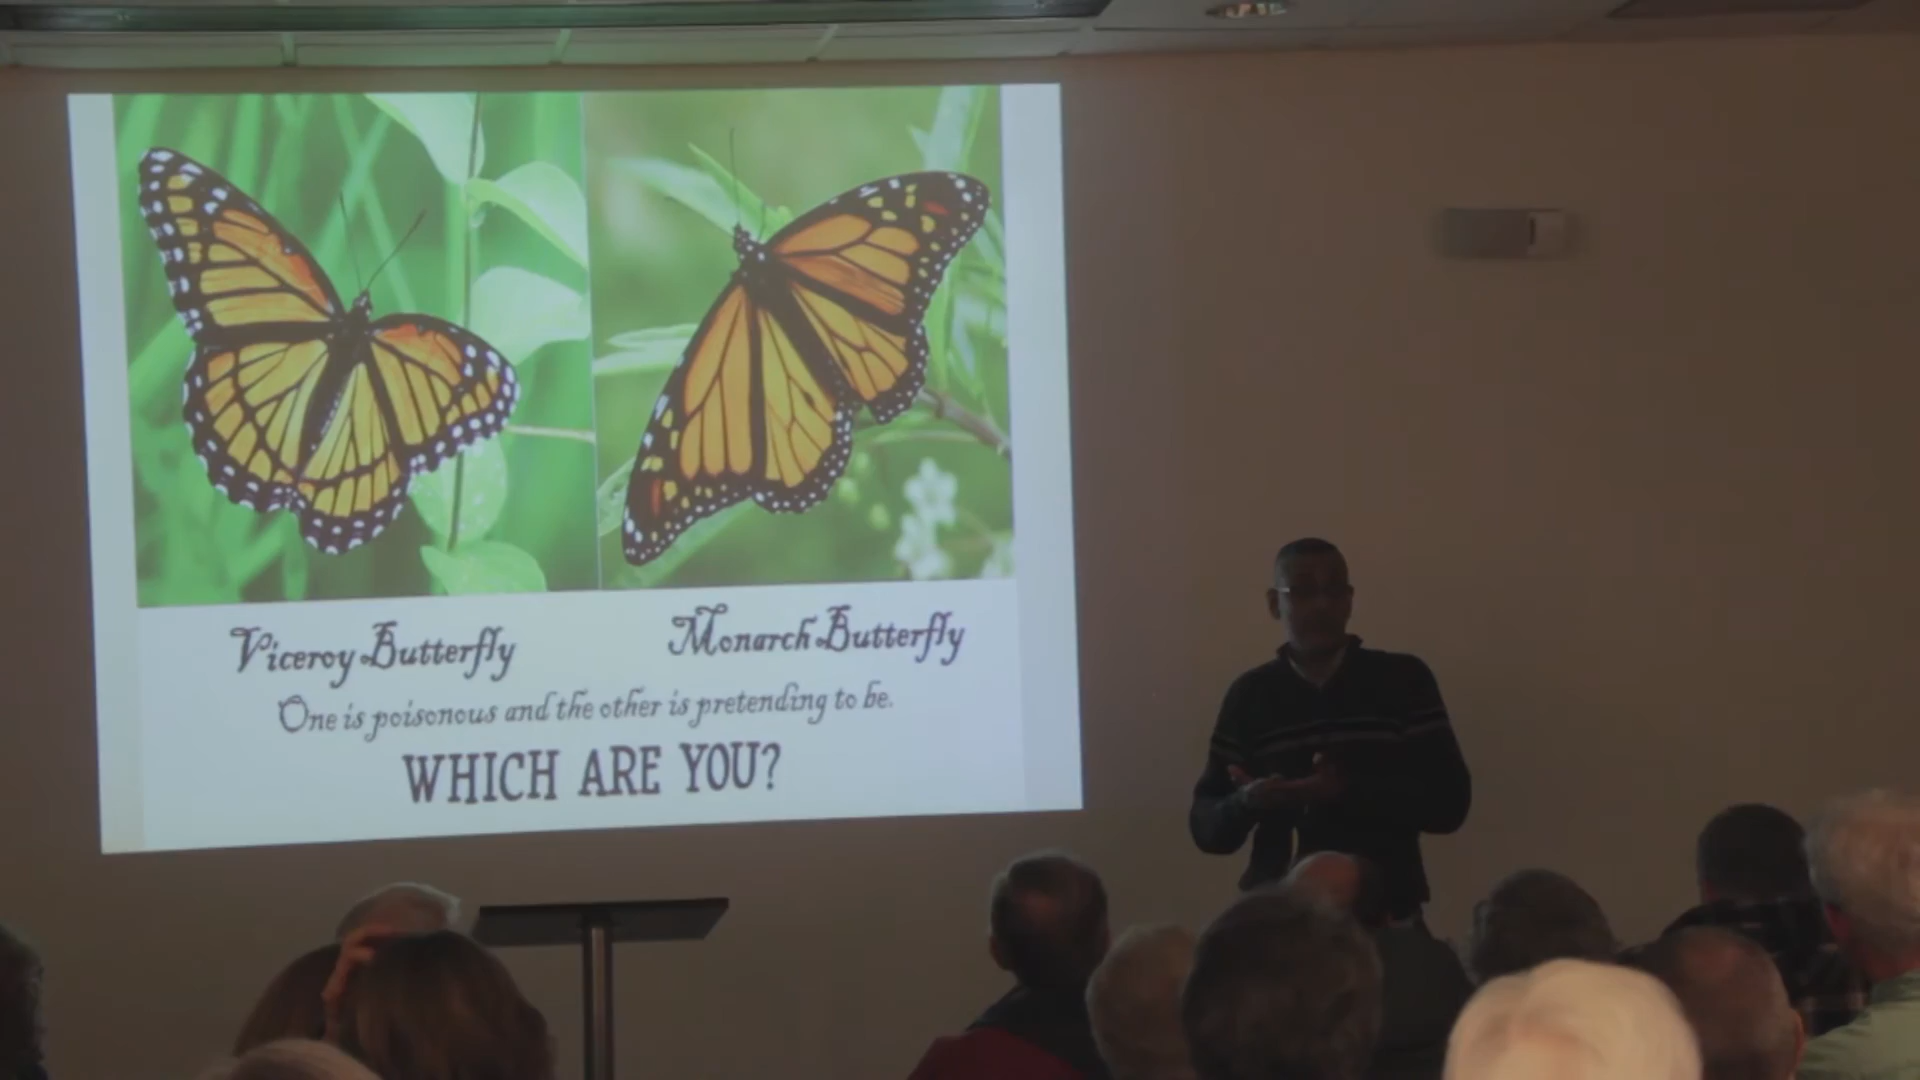 Viceroy Butterfly
Monarch Butterfly
One is poisonous and the other is pretending to be.
WHICH ARE YOU?